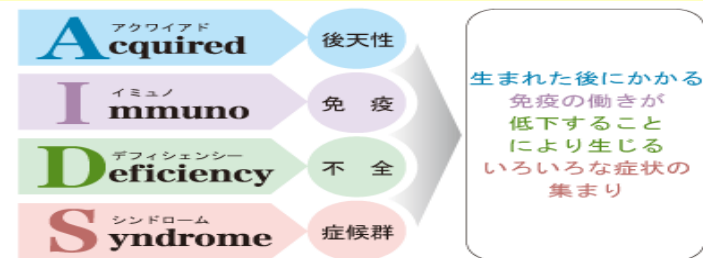 アクワイアド
Acquired
後天性
イミュノ
Immuno
免 疫
デフィシェンシー
Deficiency
不 全
シンドローム
Syndrome
症候群
生まれた後にかかる
免疫の働きが
低下すること
により生じる
いろいろな症状の
集まり